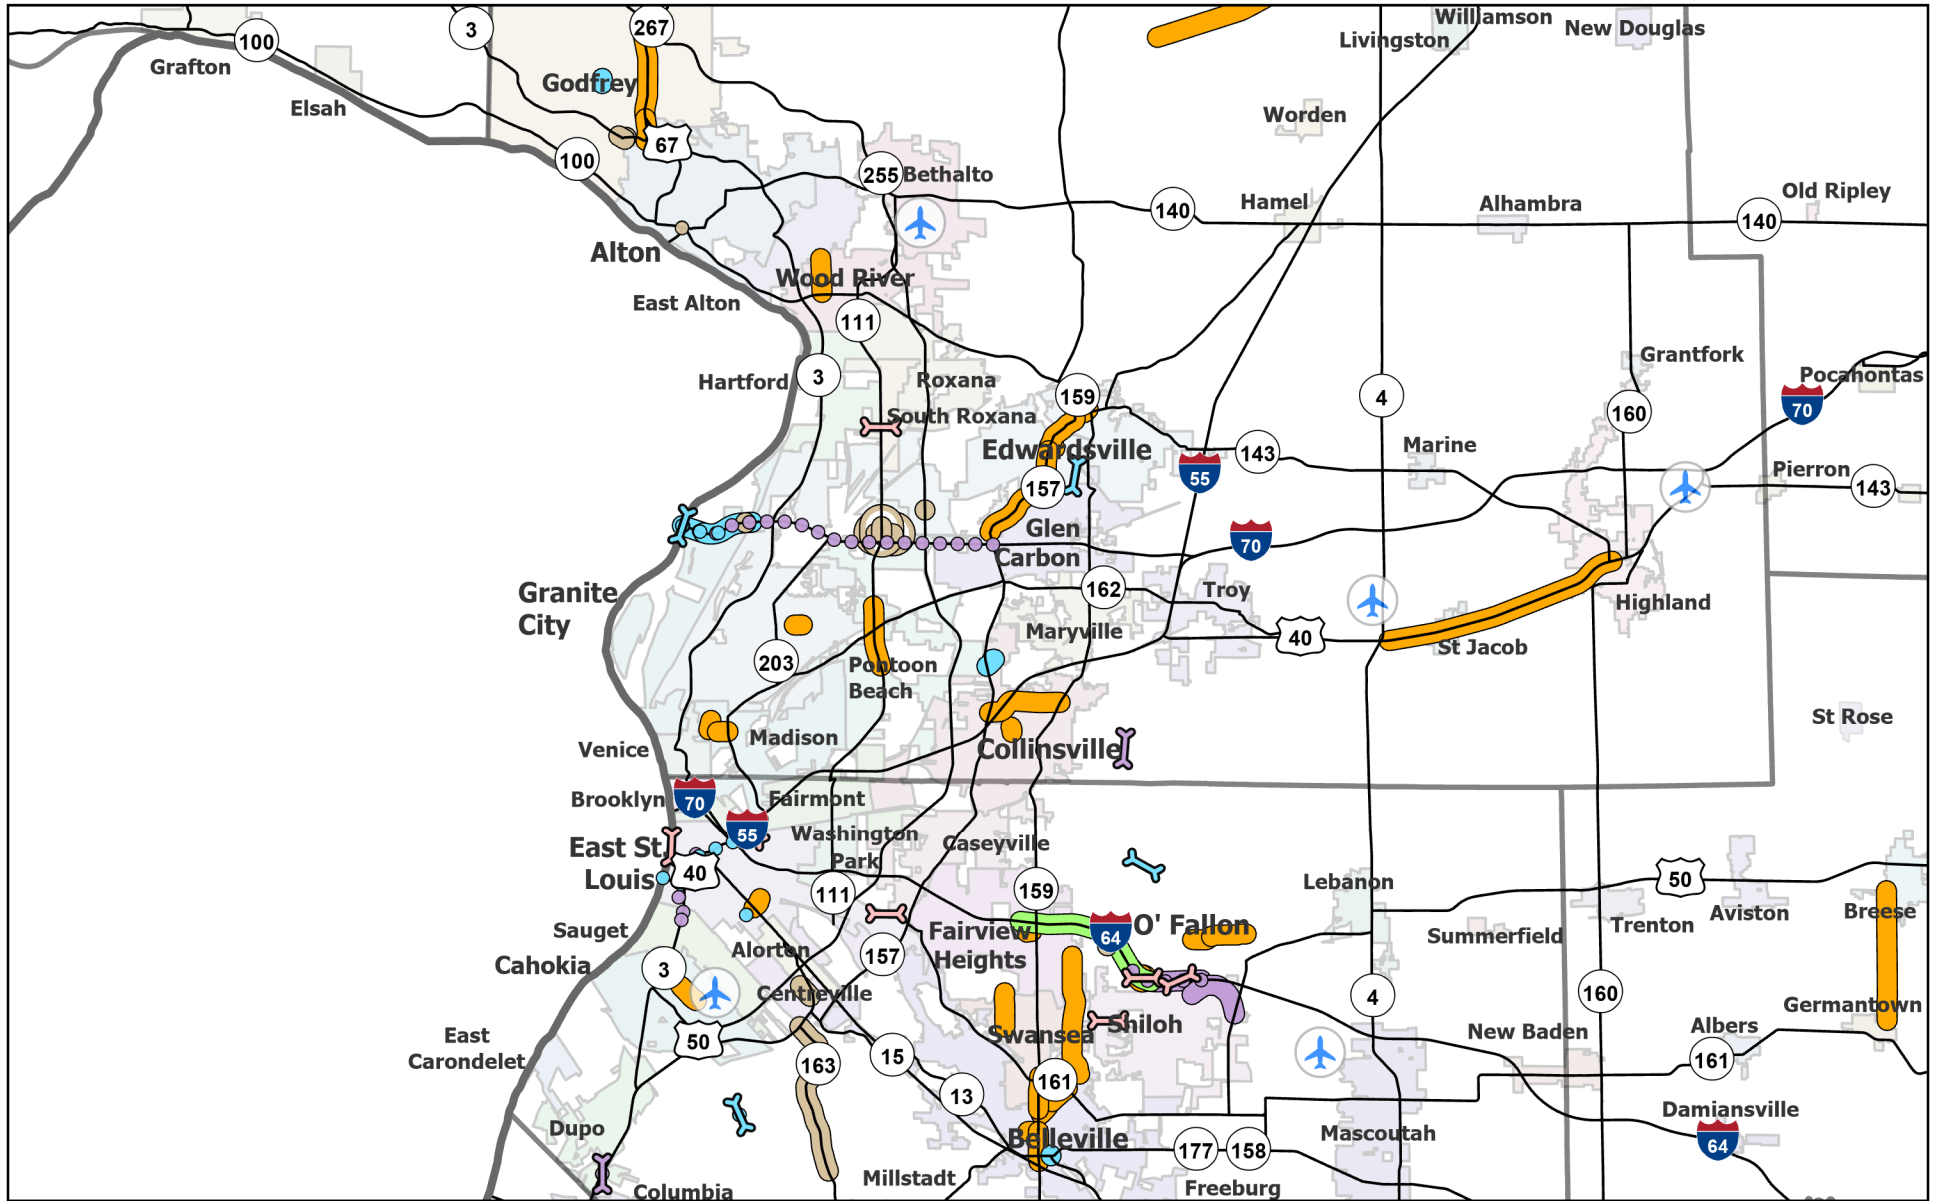 Williamson
267
3
New Douglas
Livingston
100
Grafton
Godfrey
Elsah
Worden
67
100
255
Bethalto
Old Ripley
Hamel
Alhambra
140
140
Alton
Wood River
East Alton
111
Grantfork
3
Hartford
Roxana
Pocahontas
159
4
70
160
South Roxana
Edwardsville
143
Marine
55
Pierron
157
143
Glen
Carbon
70
Granite
City
162
Troy
Highland
Maryville
40
St Jacob
203
Pontoon
Beach
St Rose
Madison
Venice
Collinsville
Brooklyn
70
Fairmont
55
Washington
Park
East St.
Louis
Caseyville
40
50
Lebanon
111
159
Aviston
Breese
Trenton
Sauget
Fairview
Heights
64
O' Fallon
Summerfield
Alorton
157
Cahokia
3
Centreville
4
160
Germantown
Swansea
Shiloh
East
Carondelet
50
New Baden
Albers
163
15
161
161
13
Damiansville
Dupo
Belleville
Mascoutah
64
177
158
Millstadt
Freeburg
Columbia